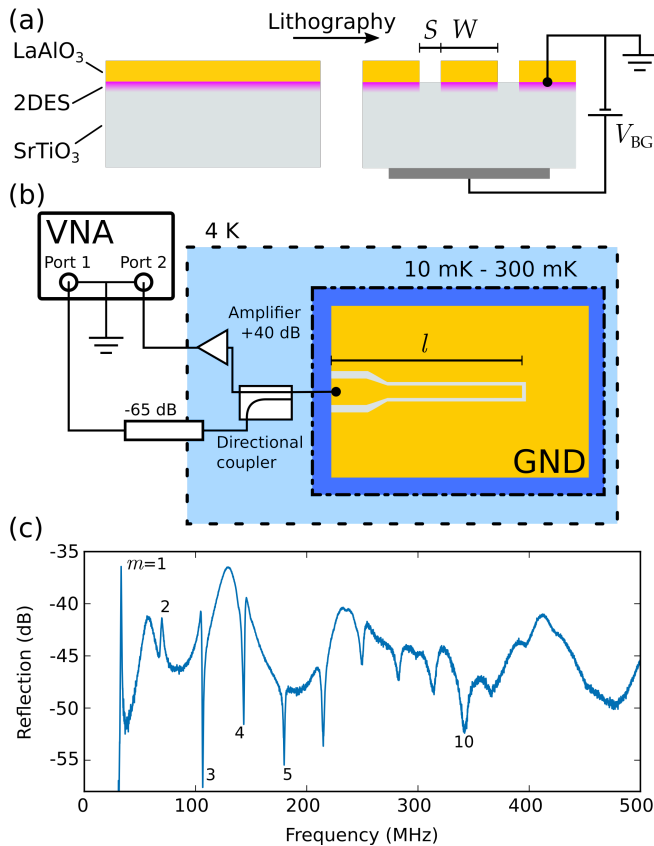 (a)
Lithography
LaAlO₃
2DES
SrTiO₃
S W
V_BG
(b)
VNA
Port 1 Port 2
4 K
10 mK - 300 mK
Amplifier
+40 dB
-65 dB
Directional
coupler
l
GND
(c)
-35
-40
-45
-50
-55
Reflection (dB)
m=1
2
3
4
5
10
0 100 200 300 400 500
Frequency (MHz)